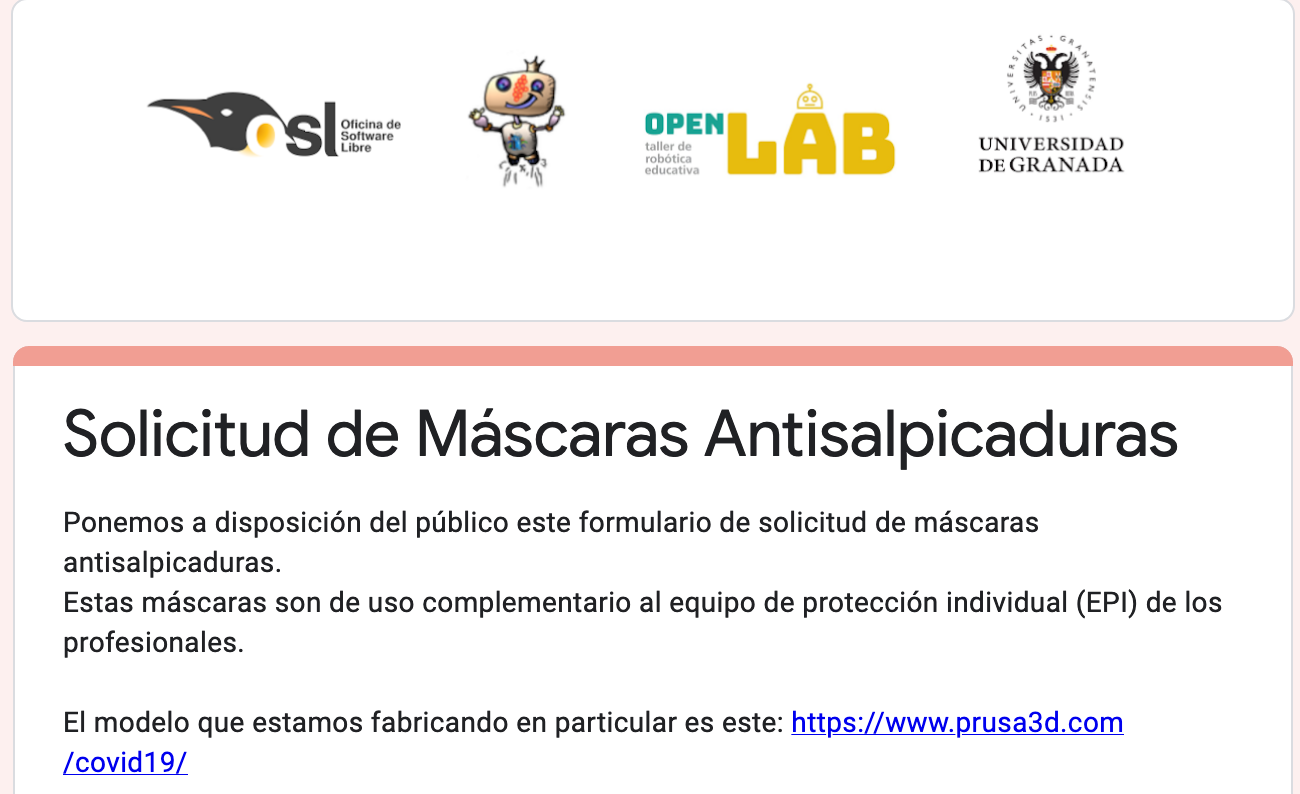 osl Oficina de
Software
Libre
OPEN LAB
taller de
robótica
educativa
UNIVERSITAS · GRANATENSIS · 1531 ·
UNIVERSIDAD
DE GRANADA
Solicitud de Máscaras Antisalpicaduras
Ponemos a disposición del público este formulario de solicitud de máscaras
antisalpicaduras.
Estas máscaras son de uso complementario al equipo de protección individual (EPI) de los
profesionales.
El modelo que estamos fabricando en particular es este: https://www.prusa3d.com
/covid19/